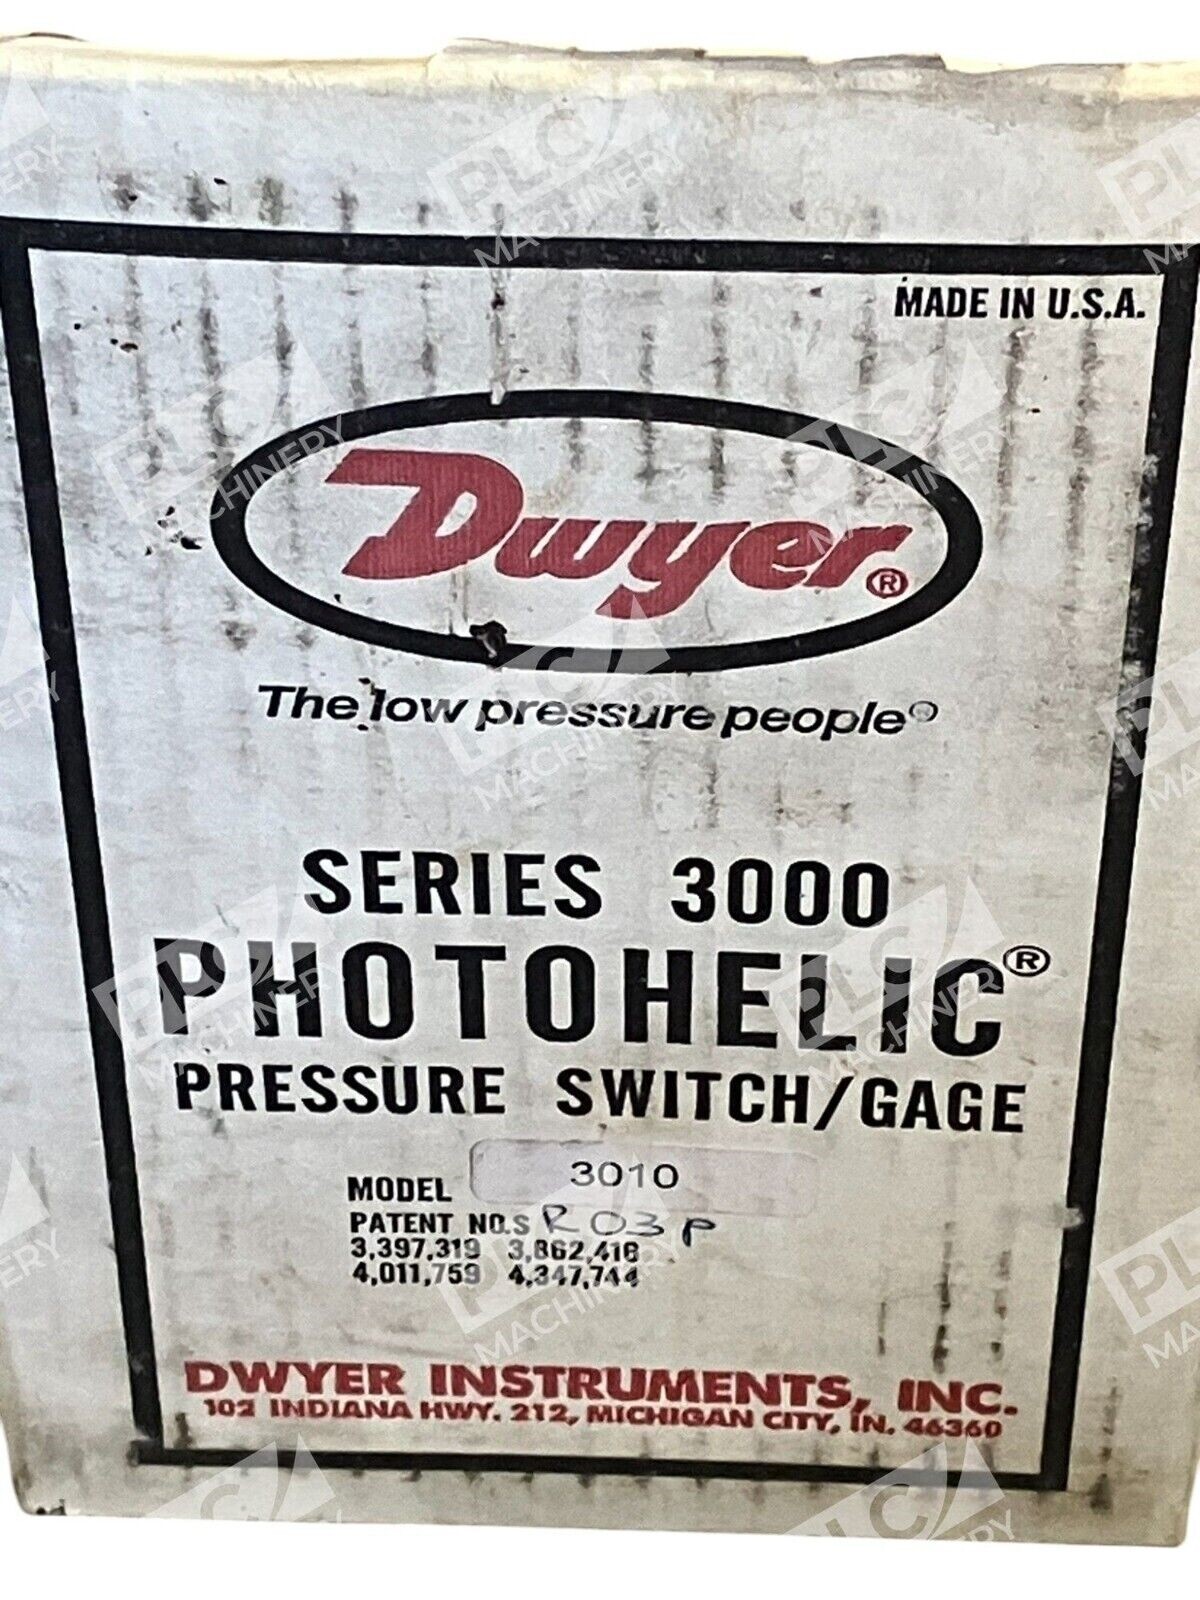 MADE IN U.S.A.
Dwyer®
The low pressure people®
SERIES 3000
PHOTOHELIC®
PRESSURE SWITCH/GAGE
MODEL 3010
PATENT NO.S R03P
3,397,319 3,862,416
4,011,759 4,347,744
DWYER INSTRUMENTS, INC.
102 INDIANA HWY. 212, MICHIGAN CITY, IN. 46360
PLC MACHINERY